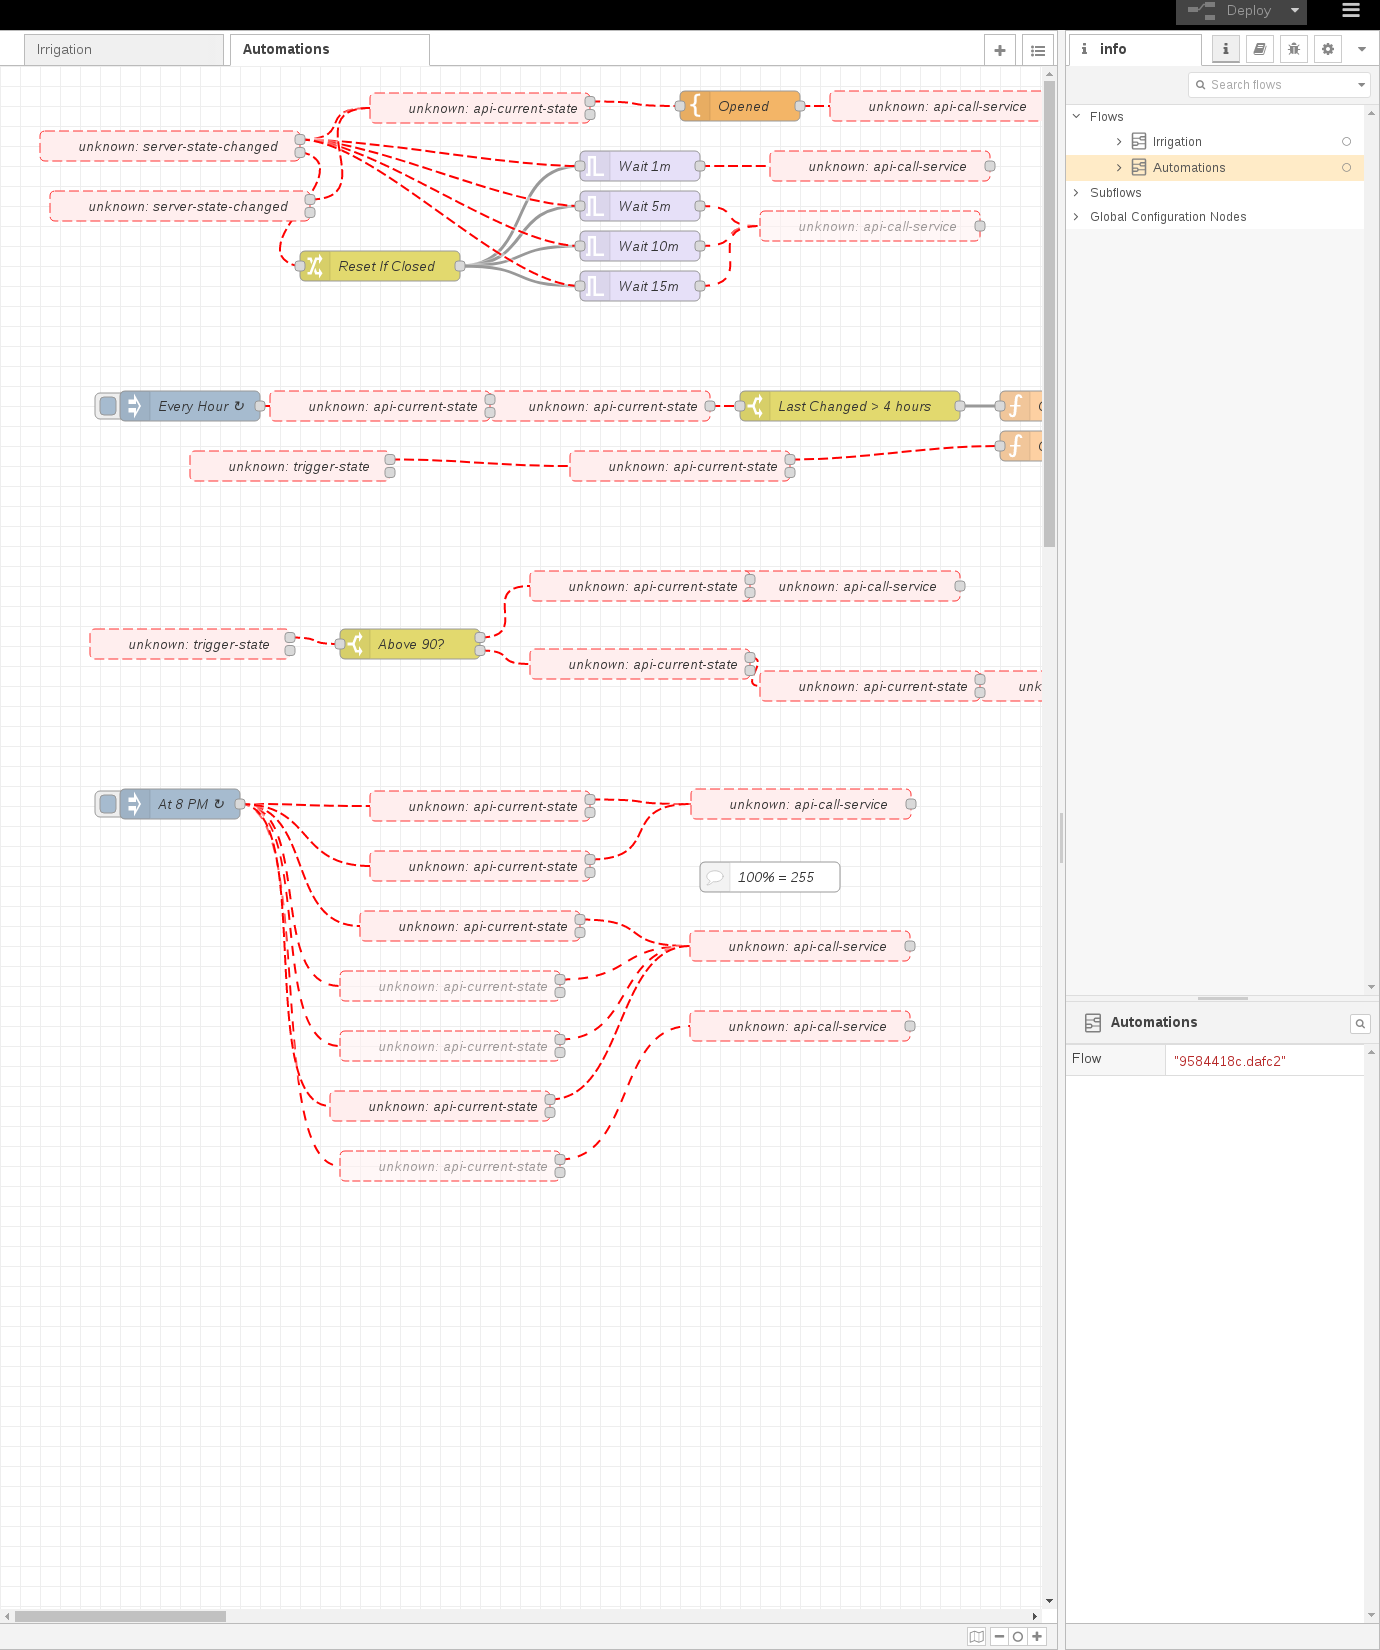 Deploy
Irrigation
Automations
info
Search flows
Flows
Irrigation
Automations
Subflows
Global Configuration Nodes
unknown: api-current-state
Opened
unknown: api-call-service
unknown: server-state-changed
Wait 1m
unknown: api-call-service
unknown: server-state-changed
Wait 5m
unknown: api-call-service
Wait 10m
Reset If Closed
Wait 15m
Every Hour ↻
unknown: api-current-state
unknown: api-current-state
Last Changed > 4 hours
unknown: trigger-state
unknown: api-current-state
unknown: api-current-state
unknown: api-call-service
unknown: trigger-state
Above 90?
unknown: api-current-state
unknown: api-current-state
unk
At 8 PM ↻
unknown: api-current-state
unknown: api-call-service
unknown: api-current-state
100% = 255
unknown: api-current-state
unknown: api-call-service
unknown: api-current-state
unknown: api-call-service
unknown: api-current-state
unknown: api-current-state
unknown: api-current-state
Automations
Flow
"9584418c.dafc2"